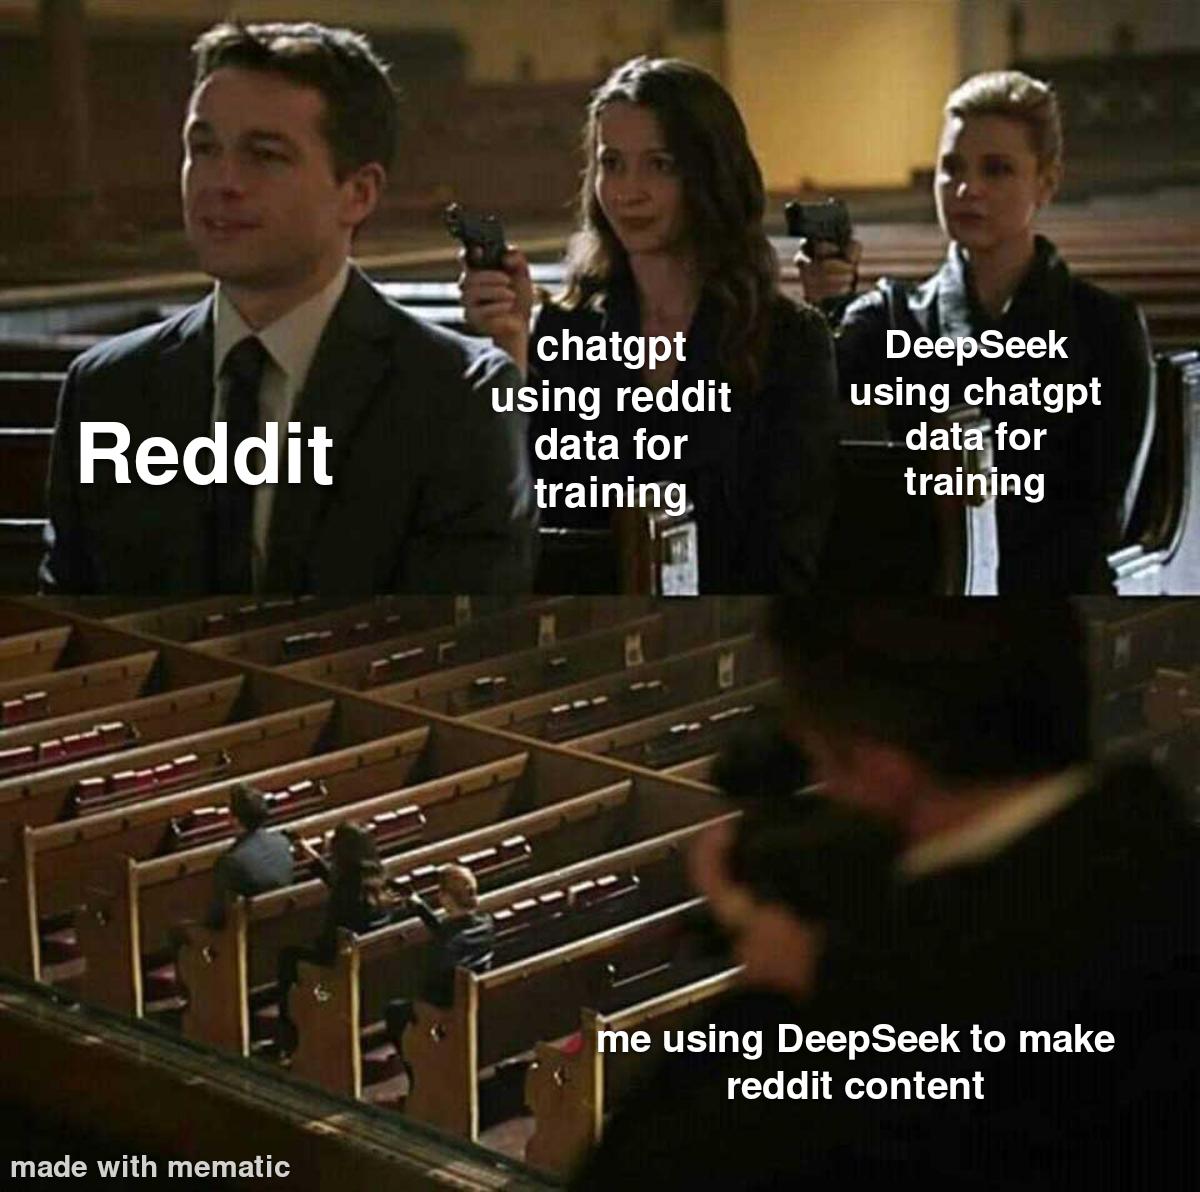 Reddit
chatgpt
using reddit
data for
training
DeepSeek
using chatgpt
data for
training
me using DeepSeek to make
reddit content
made with mematic